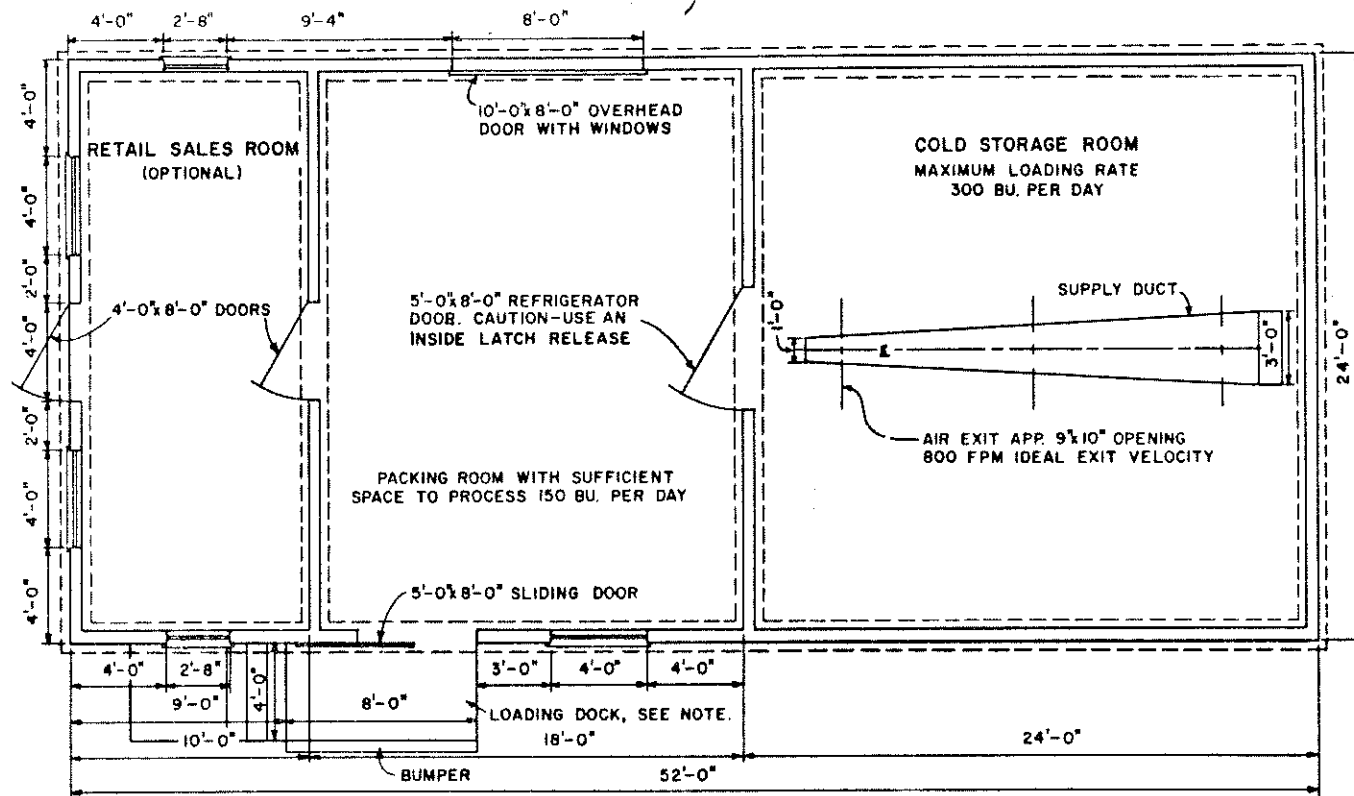 4'-0" 2'-8" 9'-4" 8'-0"
4'-0"
4'-0"
2'-0"
4'-0"
2'-0"
4'-0"
4'-0"
RETAIL SALES ROOM
(OPTIONAL)
4'-0"x8'-0" DOORS
10'-0"x8'-0" OVERHEAD
DOOR WITH WINDOWS
5'-0"x8'-0" REFRIGERATOR
DOOR. CAUTION-USE AN
INSIDE LATCH RELEASE
PACKING ROOM WITH SUFFICIENT
SPACE TO PROCESS 150 BU. PER DAY
5'-0"x8'-0" SLIDING DOOR
COLD STORAGE ROOM
MAXIMUM LOADING RATE
300 BU. PER DAY
SUPPLY DUCT
1'-0"
3'-0"
24'-0"
AIR EXIT APP. 9"x10" OPENING
800 FPM IDEAL EXIT VELOCITY
4'-0" 2'-8" 4'-0" 3'-0" 4'-0" 4'-0"
9'-0" 8'-0"
LOADING DOCK, SEE NOTE.
10'-0" 18'-0" 24'-0"
BUMPER
52'-0"